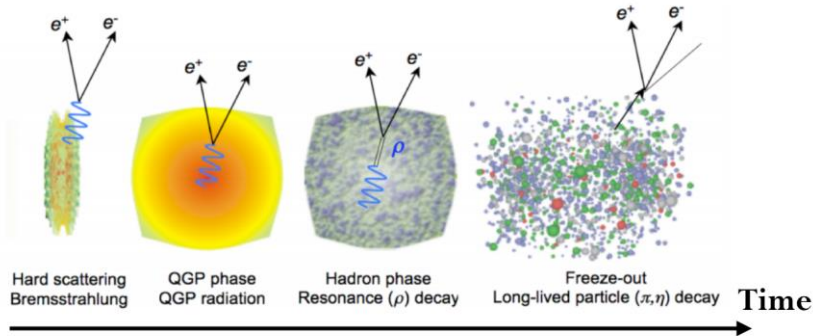 e⁺ e⁻
e⁺ e⁻
e⁺ e⁻
e⁺ e⁻
ρ
Hard scattering
Bremsstrahlung
QGP phase
QGP radiation
Hadron phase
Resonance (ρ) decay
Freeze-out
Long-lived particle (π,η) decay
Time